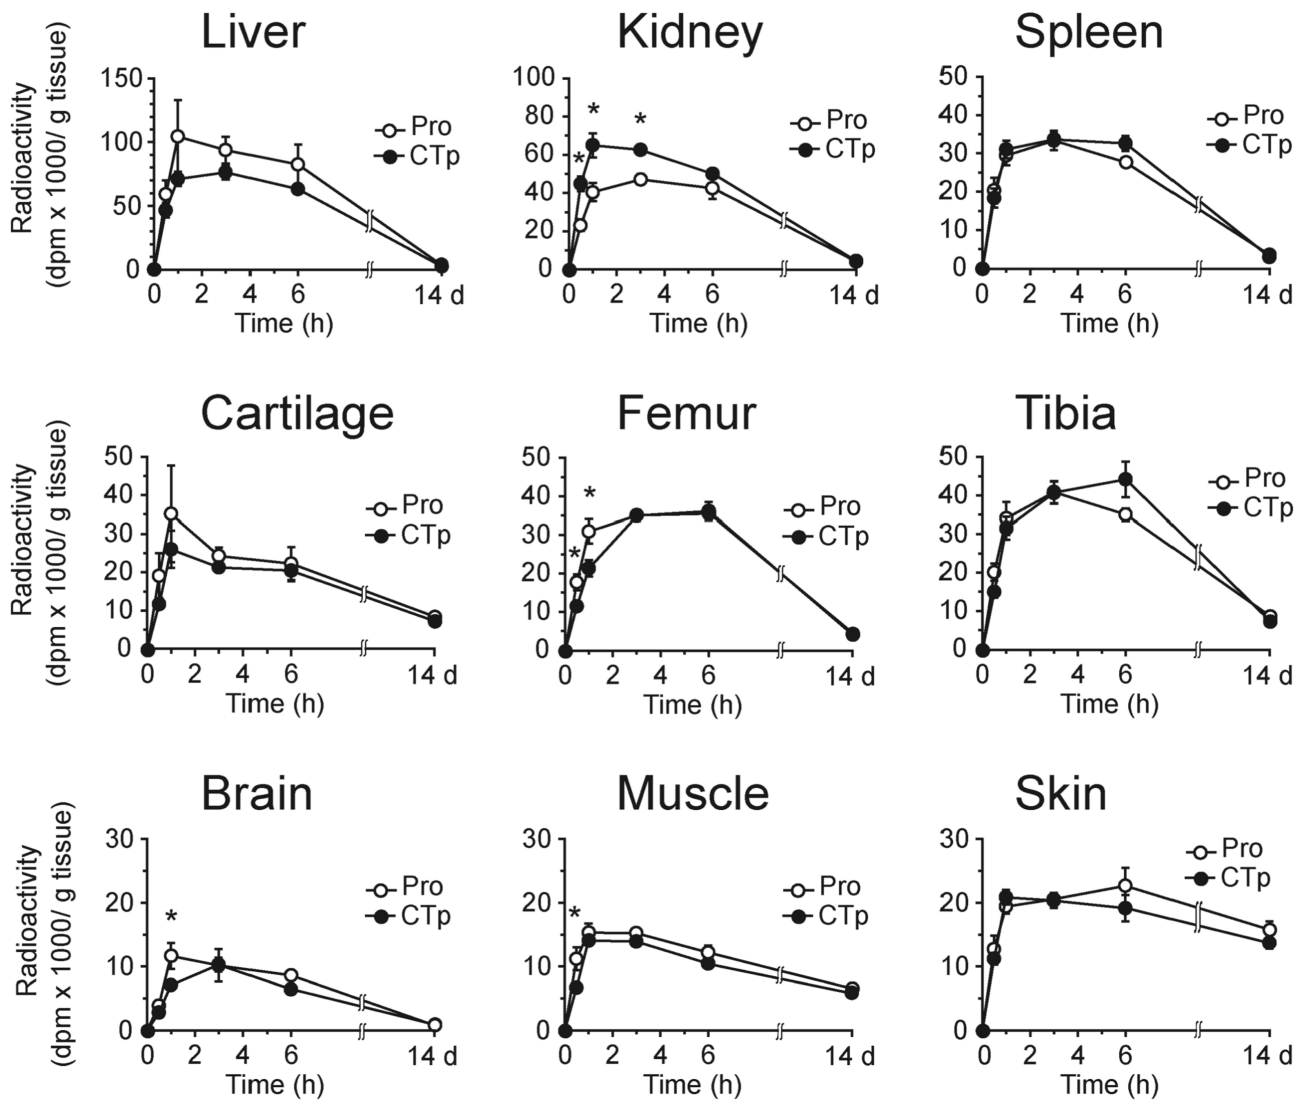 Liver
Radioactivity
(dpm x 1000/ g tissue)
150
100
50
0
0 2 4 6 14 d
Time (h)
Pro
CTp
Kidney
100
80
60
40
20
0
* * *
0 2 4 6 14 d
Time (h)
Pro
CTp
Spleen
50
40
30
20
10
0
0 2 4 6 14 d
Time (h)
Pro
CTp
Cartilage
Radioactivity
(dpm x 1000/ g tissue)
50
40
30
20
10
0
0 2 4 6 14 d
Time (h)
Pro
CTp
Femur
50
40
30
20
10
0
* *
0 2 4 6 14 d
Time (h)
Pro
CTp
Tibia
50
40
30
20
10
0
0 2 4 6 14 d
Time (h)
Pro
CTp
Brain
Radioactivity
(dpm x 1000/ g tissue)
30
20
10
0
*
0 2 4 6 14 d
Time (h)
Pro
CTp
Muscle
30
20
10
0
*
0 2 4 6 14 d
Time (h)
Pro
CTp
Skin
30
20
10
0
0 2 4 6 14 d
Time (h)
Pro
CTp